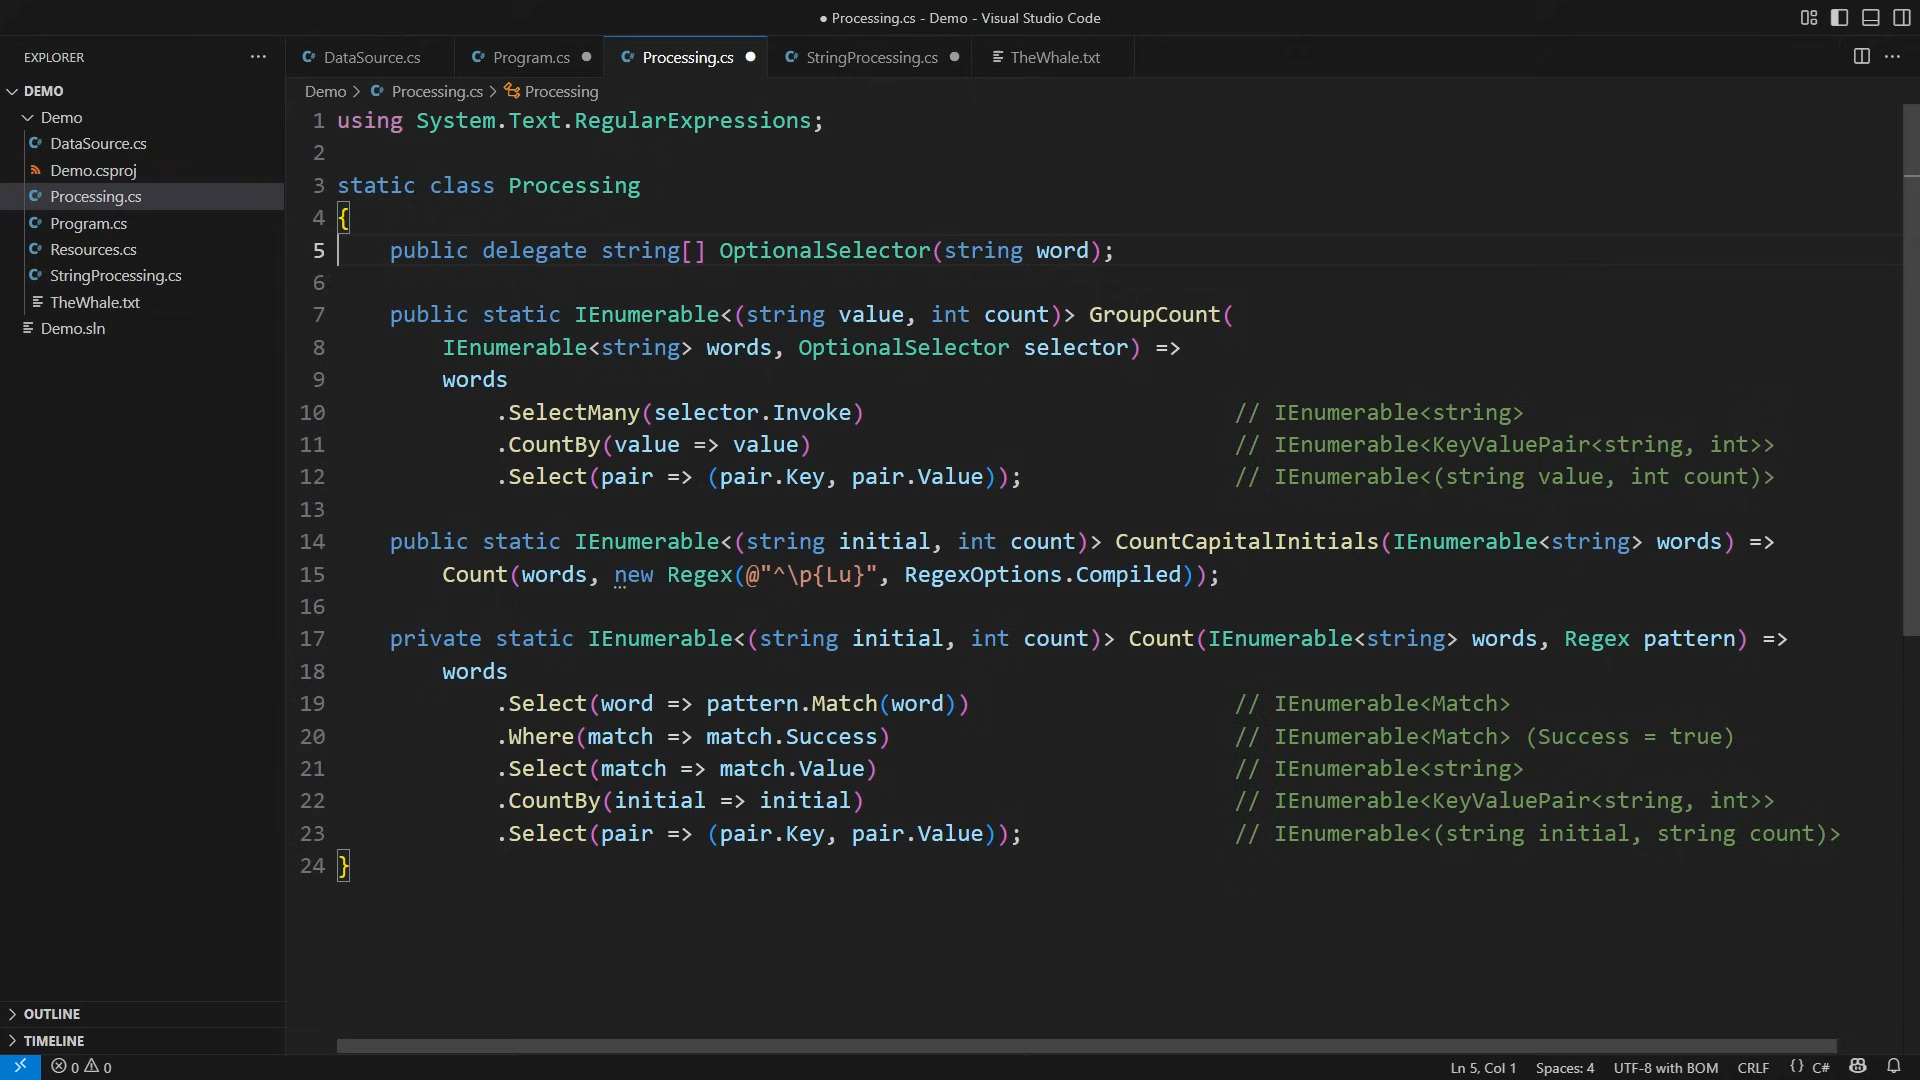 ● Processing.cs - Demo - Visual Studio Code
EXPLORER
DataSource.cs
Program.cs
Processing.cs
StringProcessing.cs
TheWhale.txt
DEMO
Demo
DataSource.cs
Demo.csproj
Processing.cs
Program.cs
Resources.cs
StringProcessing.cs
TheWhale.txt
Demo.sln
Demo > Processing.cs > Processing
1 using System.Text.RegularExpressions;
2
3 static class Processing
4 {
5     public delegate string[] OptionalSelector(string word);
6
7     public static IEnumerable<(string value, int count)> GroupCount(
8         IEnumerable<string> words, OptionalSelector selector) =>
9         words
10             .SelectMany(selector.Invoke) // IEnumerable<string>
11             .CountBy(value => value) // IEnumerable<KeyValuePair<string, int>>
12             .Select(pair => (pair.Key, pair.Value)); // IEnumerable<(string value, int count)>
13
14     public static IEnumerable<(string initial, int count)> CountCapitalInitials(IEnumerable<string> words) =>
15         Count(words, new Regex(@"^\p{Lu}", RegexOptions.Compiled));
16
17     private static IEnumerable<(string initial, int count)> Count(IEnumerable<string> words, Regex pattern) =>
18         words
19             .Select(word => pattern.Match(word)) // IEnumerable<Match>
20             .Where(match => match.Success) // IEnumerable<Match> (Success = true)
21             .Select(match => match.Value) // IEnumerable<string>
22             .CountBy(initial => initial) // IEnumerable<KeyValuePair<string, int>>
23             .Select(pair => (pair.Key, pair.Value)); // IEnumerable<(string initial, string count)>
24 }
OUTLINE
TIMELINE
0 0
Ln 5, Col 1
Spaces: 4
UTF-8 with BOM
CRLF
{} C#